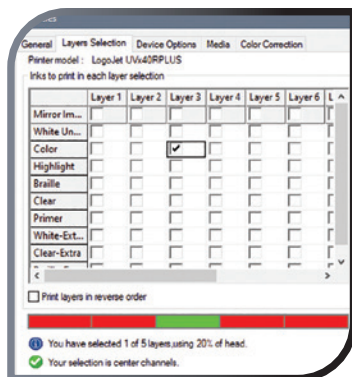 General Layers Selection Device Options Media Color Correction
Printer model : LogoJet UVx40RPLUS
Inks to print in each layer selection
Layer 1 Layer 2 Layer 3 Layer 4 Layer 5 Layer 6 L
Mirror Im...
White Un...
Color
Highlight
Braille
Clear
Primer
White-Ext...
Clear-Extra
Print layers in reverse order
You have selected 1 of 5 layers,using 20% of head.
Your selection is center channels.